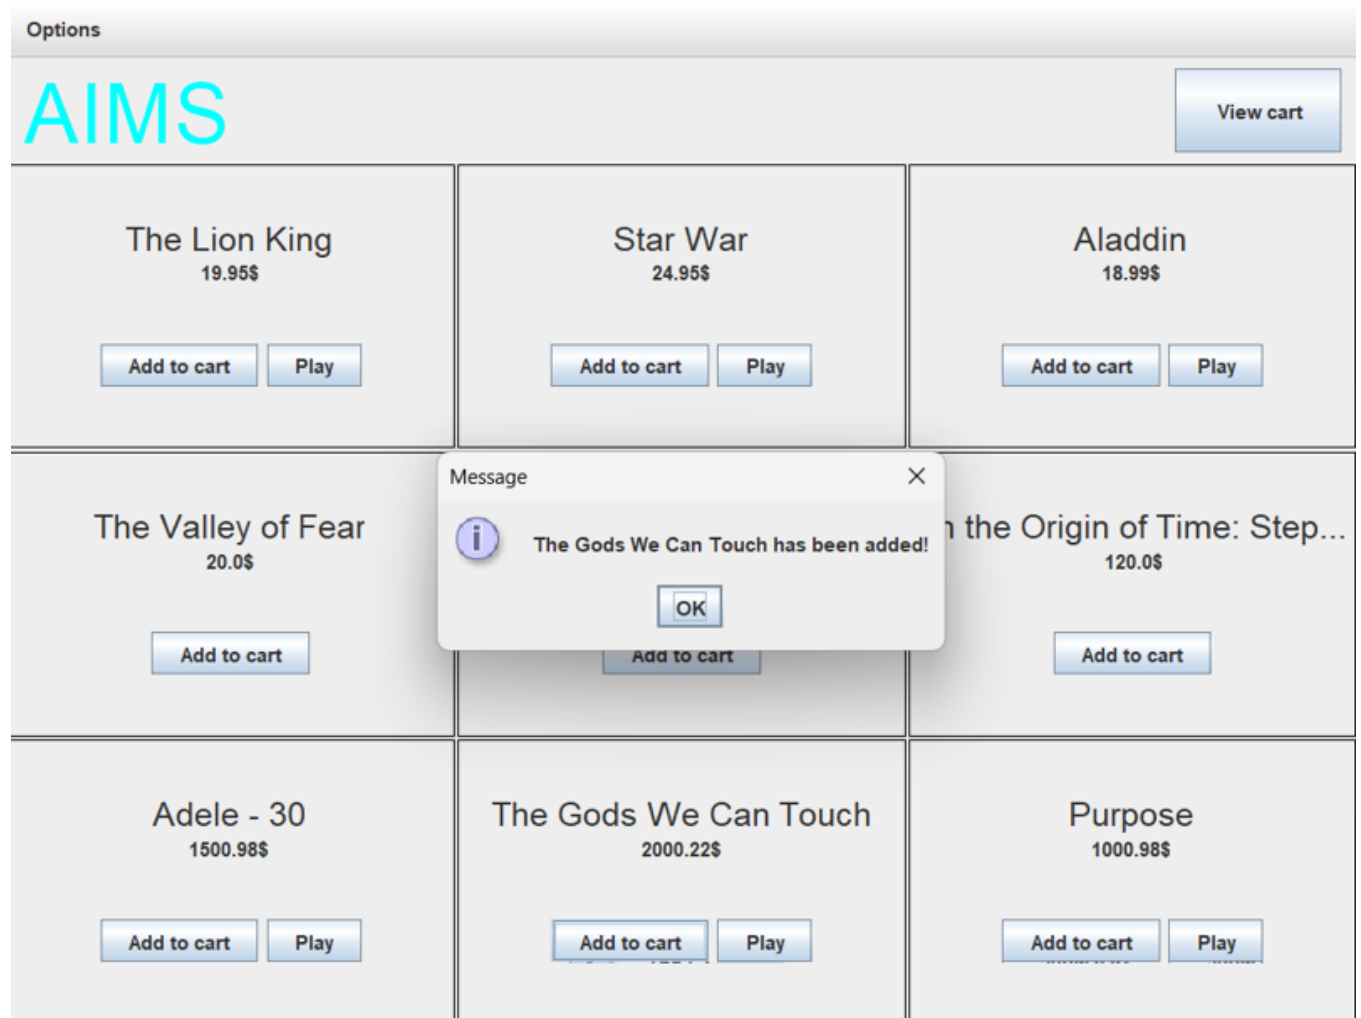 Options
AIMS
View cart
The Lion King
19.95$
Add to cart
Play
Star War
24.95$
Add to cart
Play
Aladdin
18.99$
Add to cart
Play
The Valley of Fear
20.0$
Add to cart
Message
The Gods We Can Touch has been added!
OK
Add to cart
the Origin of Time: Step...
120.0$
Add to cart
Adele - 30
1500.98$
Add to cart
Play
The Gods We Can Touch
2000.22$
Add to cart
Play
Purpose
1000.98$
Add to cart
Play